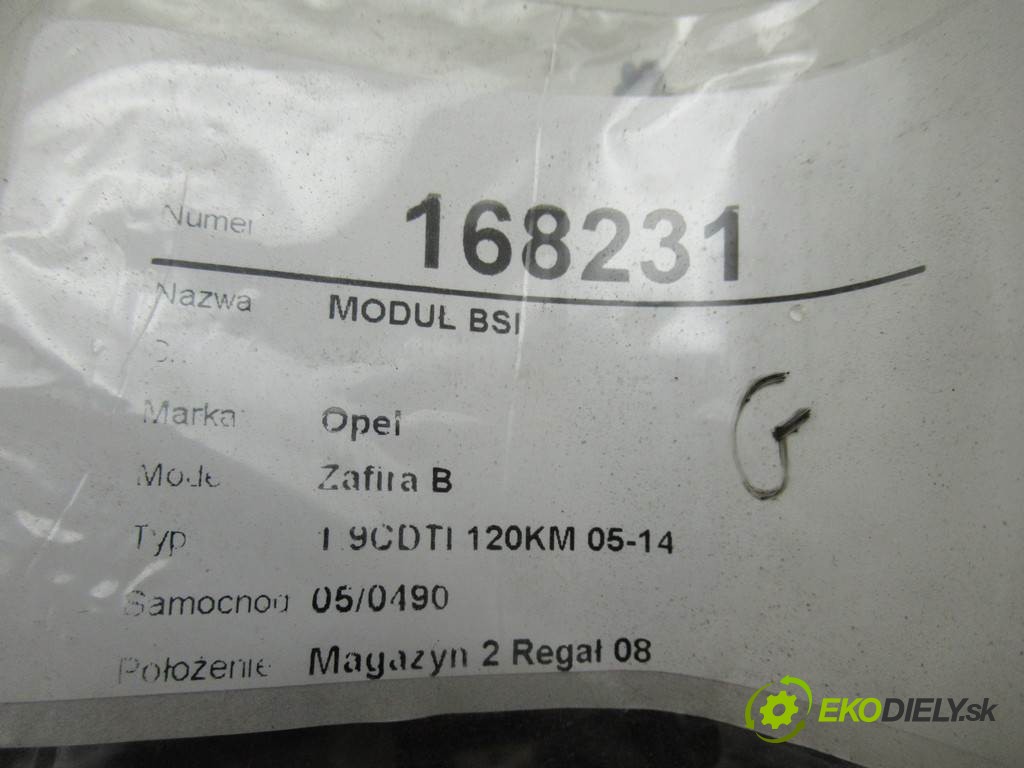 Numer 168231
Nazwa MODUŁ BSI
Marka Opel
Model Zafira B
Typ 1.9CDTI 120KM 05-14
Samochód 05/0490
Położenie Magazyn 2 Regał 08
G
EKODIELY.sk